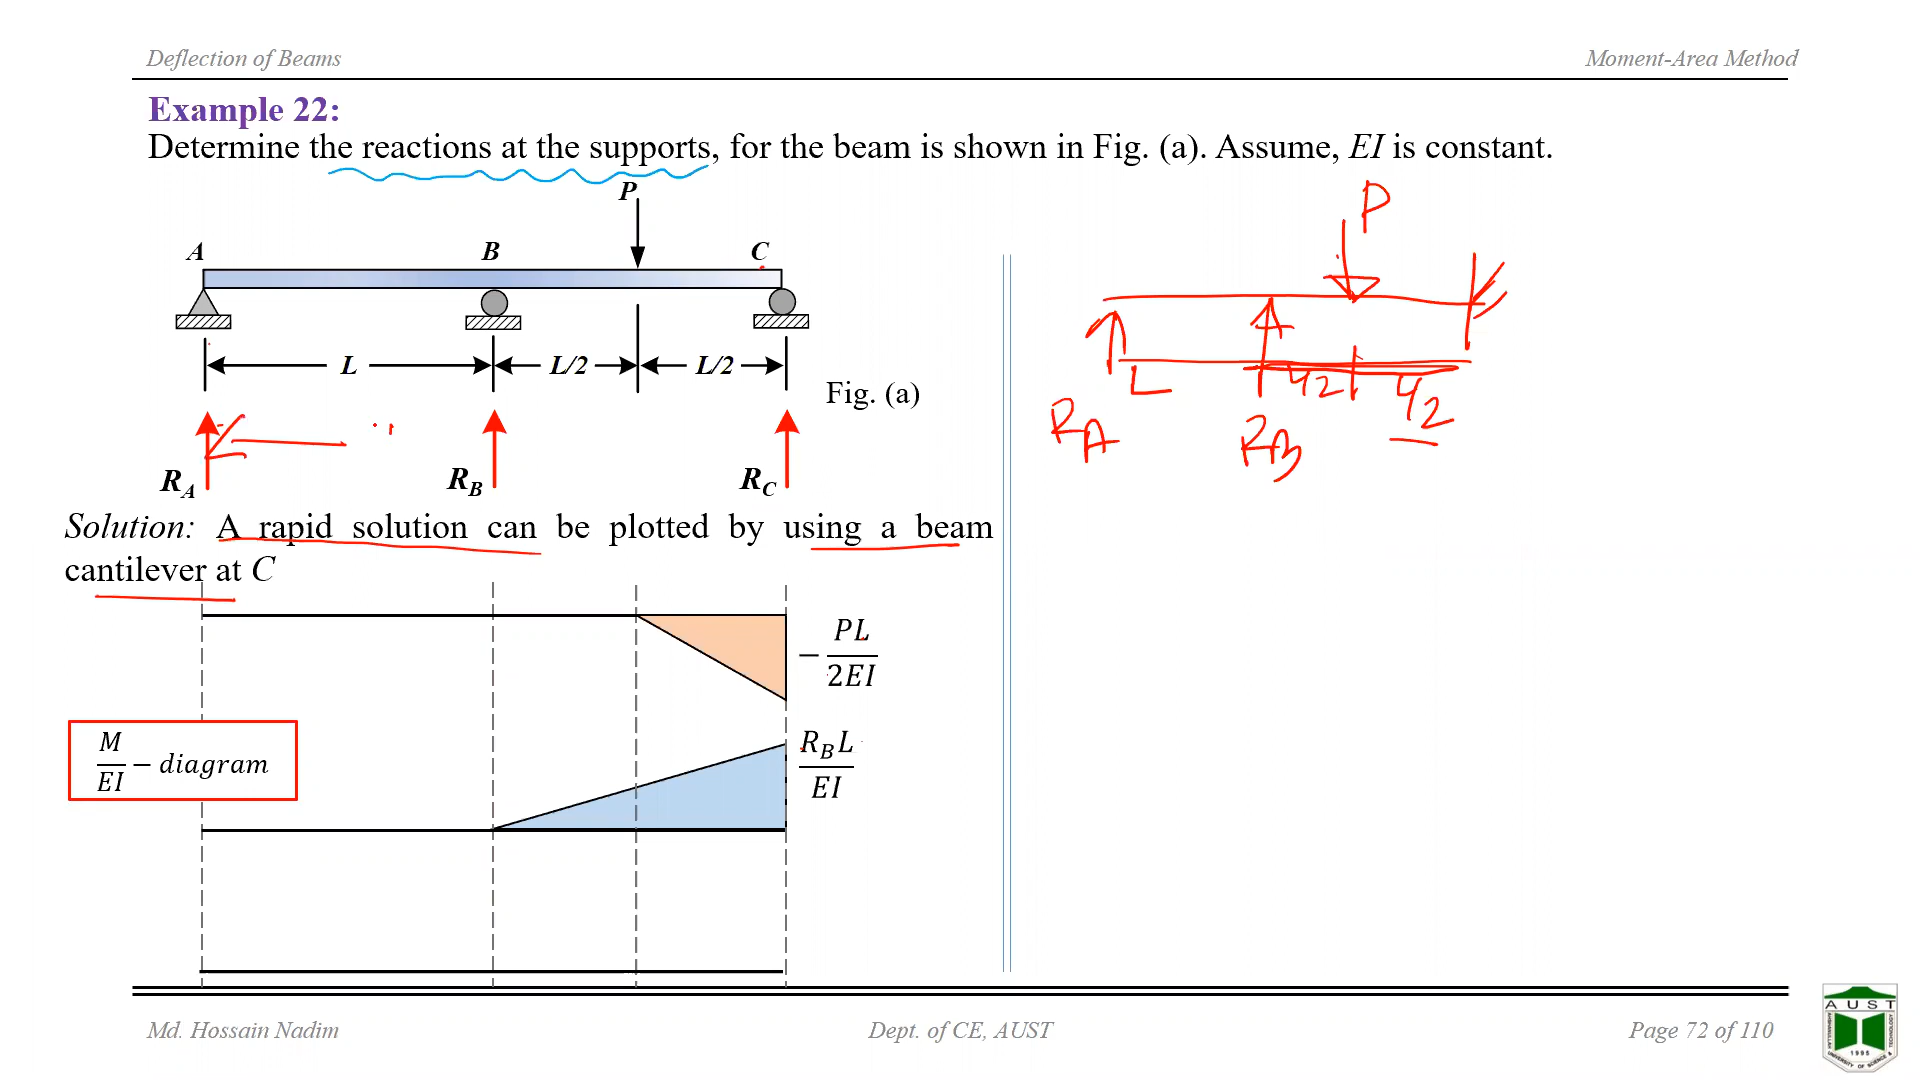 Deflection of Beams
Moment-Area Method
Example 22:
Determine the reactions at the supports, for the beam is shown in Fig. (a). Assume, EI is constant.
P
A
B
C
L
L/2
L/2
Fig. (a)
R_A
R_B
R_C
P
L
L/2
L/2
R_A
R_B
Solution: A rapid solution can be plotted by using a beam
cantilever at C
− PL/2EI
M/EI − diagram
R_B L/EI
Md. Hossain Nadim
Dept. of CE, AUST
Page 72 of 110
AUST
1995